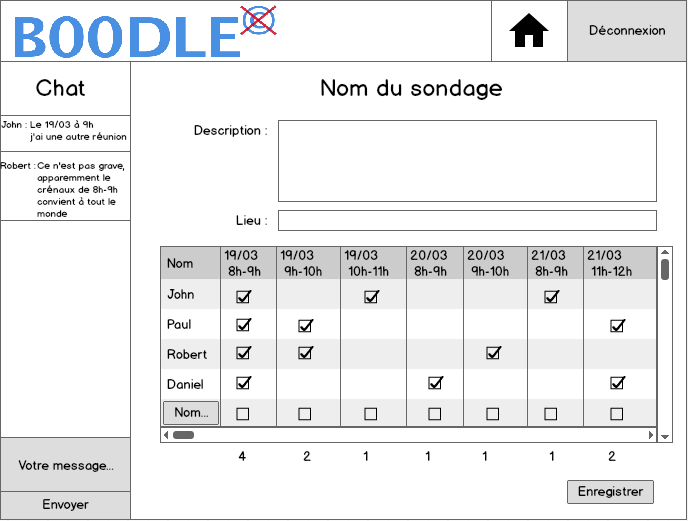 BOODLE
Déconnexion
Chat
John : Le 19/03 à 9h
j'ai une autre réunion
Robert : Ce n'est pas grave,
apparemment le
crénaux de 8h-9h
convient à tout le
monde
Votre message...
Envoyer
Nom du sondage
Description :
Lieu :
Nom 19/03 19/03 19/03 20/03 20/03 21/03 21/03
8h-9h 9h-10h 10h-11h 8h-9h 9h-10h 8h-9h 11h-12h
John
Paul
Robert
Daniel
Nom...
4 2 1 1 1 1 2
Enregistrer